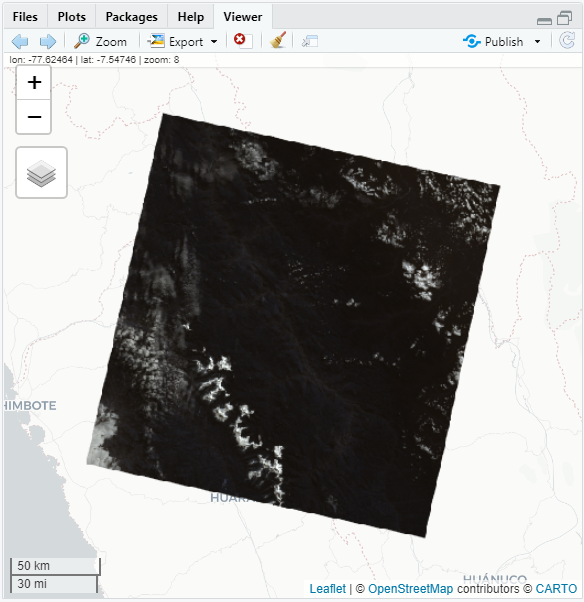 Files Plots Packages Help Viewer
Zoom Export Publish
lon: -77.62464 | lat: -7.54746 | zoom: 8
+
−
HIMBOTE
HUARA
HUÁNUCO
50 km
30 mi
Leaflet | © OpenStreetMap contributors © CARTO